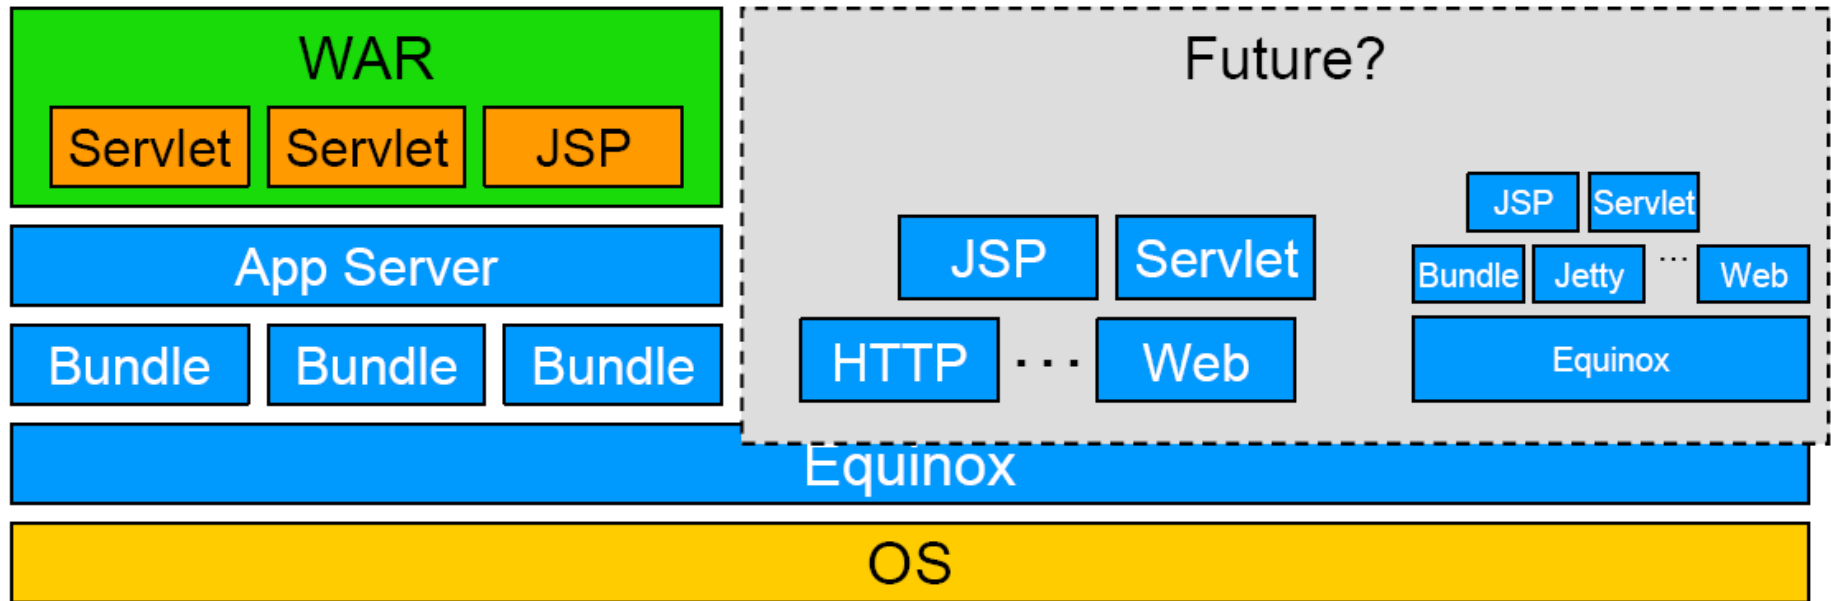 WAR
Servlet Servlet JSP
App Server
Bundle Bundle Bundle
Future?
JSP Servlet
HTTP ... Web
JSP Servlet
Bundle Jetty ... Web
Equinox
Equinox
OS